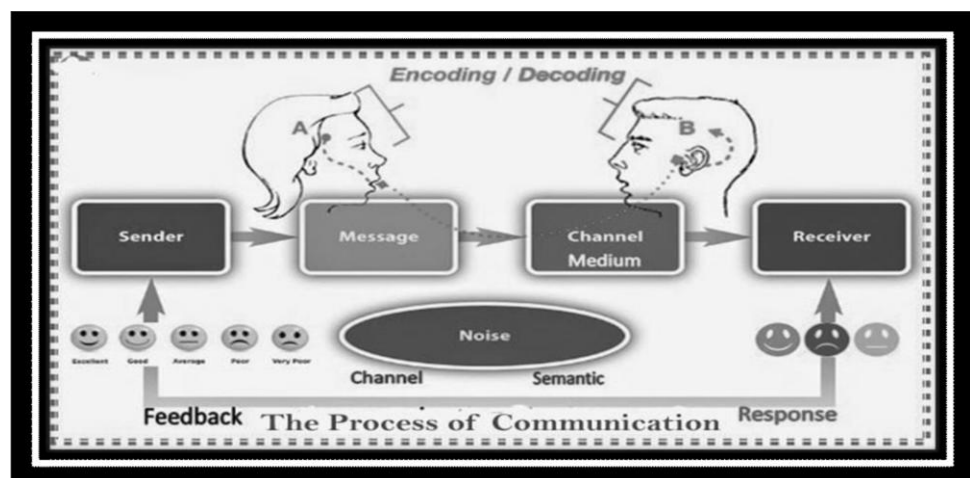 Encoding / Decoding
A
B
Sender
Message
Channel
Medium
Receiver
Noise
Excellent
Good
Average
Poor
Very Poor
Channel
Semantic
Feedback
Response
The Process of Communication